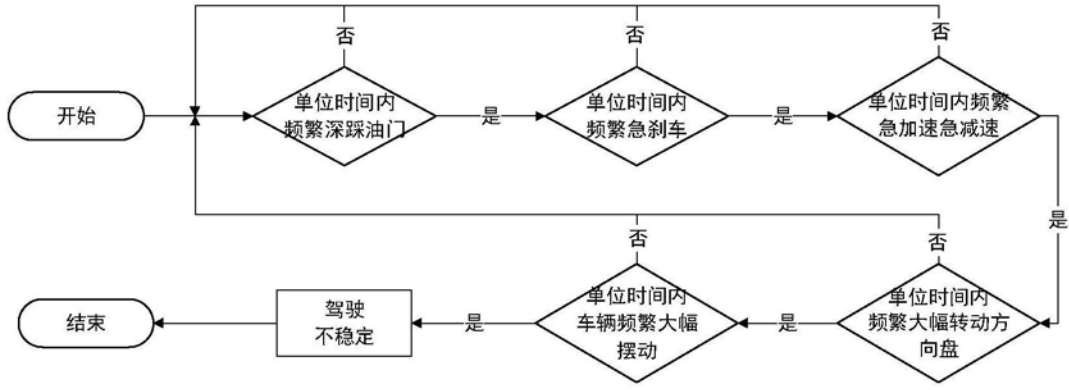 否
否
否
开始
单位时间内
频繁深踩油门
是
单位时间内
频繁急刹车
是
单位时间内频繁
急加速急减速
是
否
否
结束
驾驶
不稳定
是
单位时间内
车辆频繁大幅
摆动
是
单位时间内
频繁大幅转动方
向盘